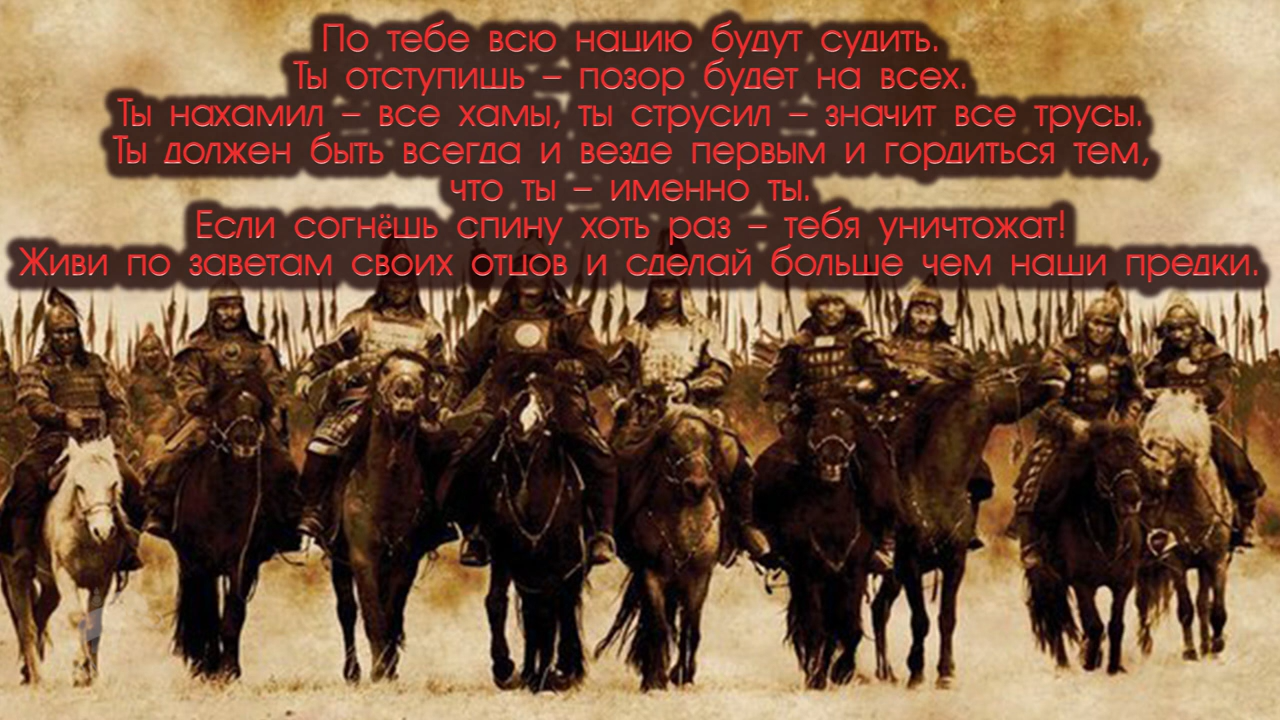 По тебе всю нацию будут судить.
Ты отступишь – позор будет на всех.
Ты нахамил – все хамы, ты струсил – значит все трусы.
Ты должен быть всегда и везде первым и гордиться тем,
что ты – именно ты.
Если согнёшь спину хоть раз – тебя уничтожат!
Живи по заветам своих отцов и сделай больше чем наши предки.